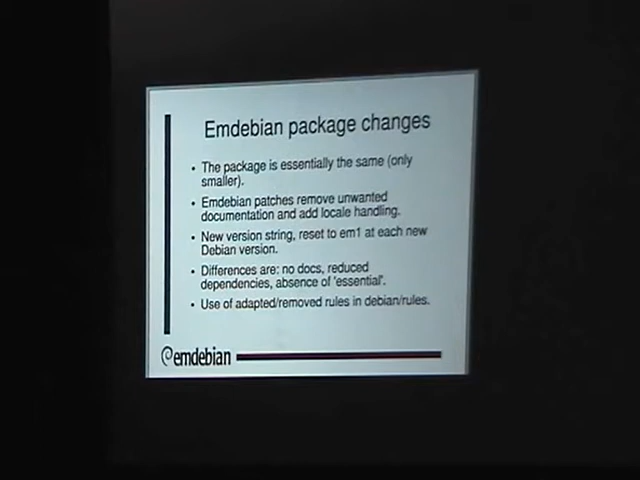 Emdebian package changes
• The package is essentially the same (only
smaller).
• Emdebian patches remove unwanted
documentation and add locale handling.
• New version string, reset to em1 at each new
Debian version.
• Differences are: no docs, reduced
dependencies, absence of 'essential'.
• Use of adapted/removed rules in debian/rules.
emdebian